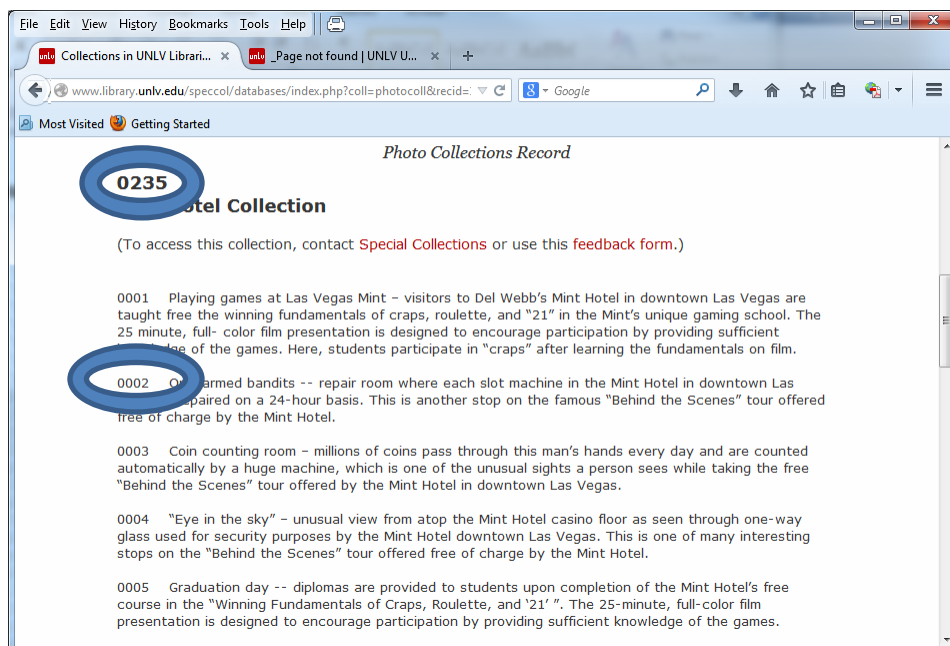 File Edit View History Bookmarks Tools Help
Collections in UNLV Librari... × _Page not found | UNLV U... × +
www.library.unlv.edu/speccol/databases/index.php?coll=photocoll&recid= Google
Most Visited Getting Started
Photo Collections Record
0235
Collection
(To access this collection, contact Special Collections or use this feedback form.)
0001 Playing games at Las Vegas Mint – visitors to Del Webb’s Mint Hotel in downtown Las Vegas are
taught free the winning fundamentals of craps, roulette, and “21” in the Mint’s unique gaming school. The
25 minute, full- color film presentation is designed to encourage participation by providing sufficient
of the games. Here, students participate in “craps” after learning the fundamentals on film.
0002 armed bandits -- repair room where each slot machine in the Mint Hotel in downtown Las
on a 24-hour basis. This is another stop on the famous “Behind the Scenes” tour offered
free of charge by the Mint Hotel.
0003 Coin counting room – millions of coins pass through this man’s hands every day and are counted
automatically by a huge machine, which is one of the unusual sights a person sees while taking the free
“Behind the Scenes” tour offered by the Mint Hotel in downtown Las Vegas.
0004 “Eye in the sky” – unusual view from atop the Mint Hotel casino floor as seen through one-way
glass used for security purposes by the Mint Hotel downtown Las Vegas. This is one of many interesting
stops on the “Behind the Scenes” tour offered free of charge by the Mint Hotel.
0005 Graduation day -- diplomas are provided to students upon completion of the Mint Hotel’s free
course in the “Winning Fundamentals of Craps, Roulette, and ‘21’ ”. The 25-minute, full-color film
presentation is designed to encourage participation by providing sufficient knowledge of the games.